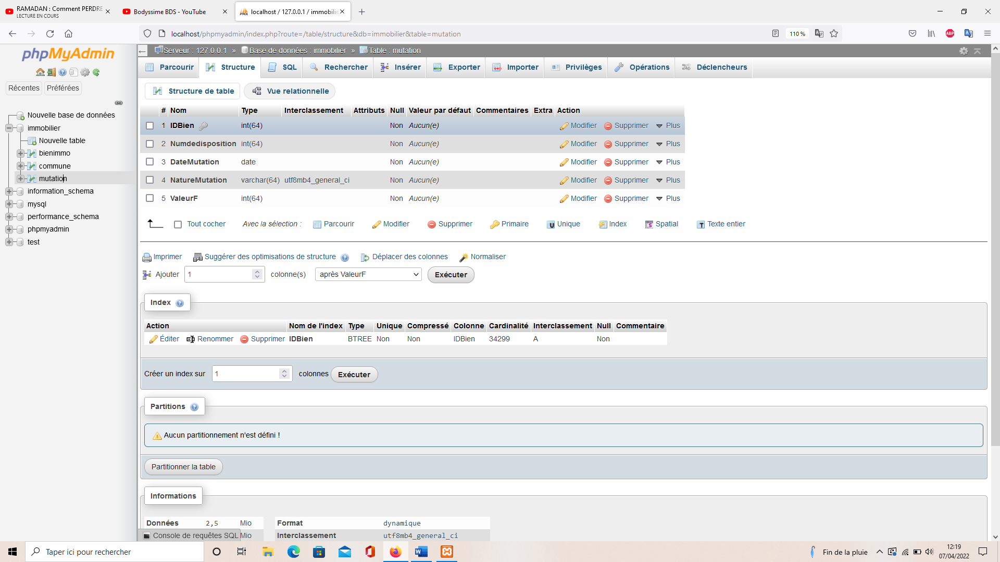 RAMADAN : Comment PERDRE
LECTURE EN COURS
Bodyssime BDS - YouTube
localhost / 127.0.0.1 / immobilie
localhost/phpmyadmin/index.php?route=/table/structure&db=immobilier&table=mutation
110 %
ABP
phpMyAdmin
Récentes
Préférées
Nouvelle base de données
immobilier
Nouvelle table
bienimmo
commune
mutation
information_schema
mysql
performance_schema
phpmyadmin
test
Serveur : 127.0.0.1 » Base de données : immobilier » Table : mutation
Parcourir Structure SQL Rechercher Insérer Exporter Importer Privilèges Opérations Déclencheurs
Structure de table Vue relationnelle
# Nom Type Interclassement Attributs Null Valeur par défaut Commentaires Extra Action
1 IDBien int(64) Non Aucun(e) Modifier Supprimer Plus
2 Numdedisposition int(64) Non Aucun(e) Modifier Supprimer Plus
3 DateMutation date Non Aucun(e) Modifier Supprimer Plus
4 NatureMutation varchar(64) utf8mb4_general_ci Non Aucun(e) Modifier Supprimer Plus
5 ValeurF int(64) Non Aucun(e) Modifier Supprimer Plus
Tout cocher Avec la sélection : Parcourir Modifier Supprimer Primaire Unique Index Spatial Texte entier
Imprimer Suggérer des optimisations de structure Déplacer des colonnes Normaliser
Ajouter 1 colonne(s) après ValeurF Exécuter
Index
Action Nom de l'index Type Unique Compressé Colonne Cardinalité Interclassement Null Commentaire
Éditer Renommer Supprimer IDBien BTREE Non Non IDBien 34299 A Non
Créer un index sur 1 colonnes Exécuter
Partitions
Aucun partitionnement n'est défini !
Partitionner la table
Informations
Données 2,5 Mio Format dynamique
Console de requêtes SQL Mio Interclassement utf8mb4_general_ci
Taper ici pour rechercher
Fin de la pluie
12:19
07/04/2022